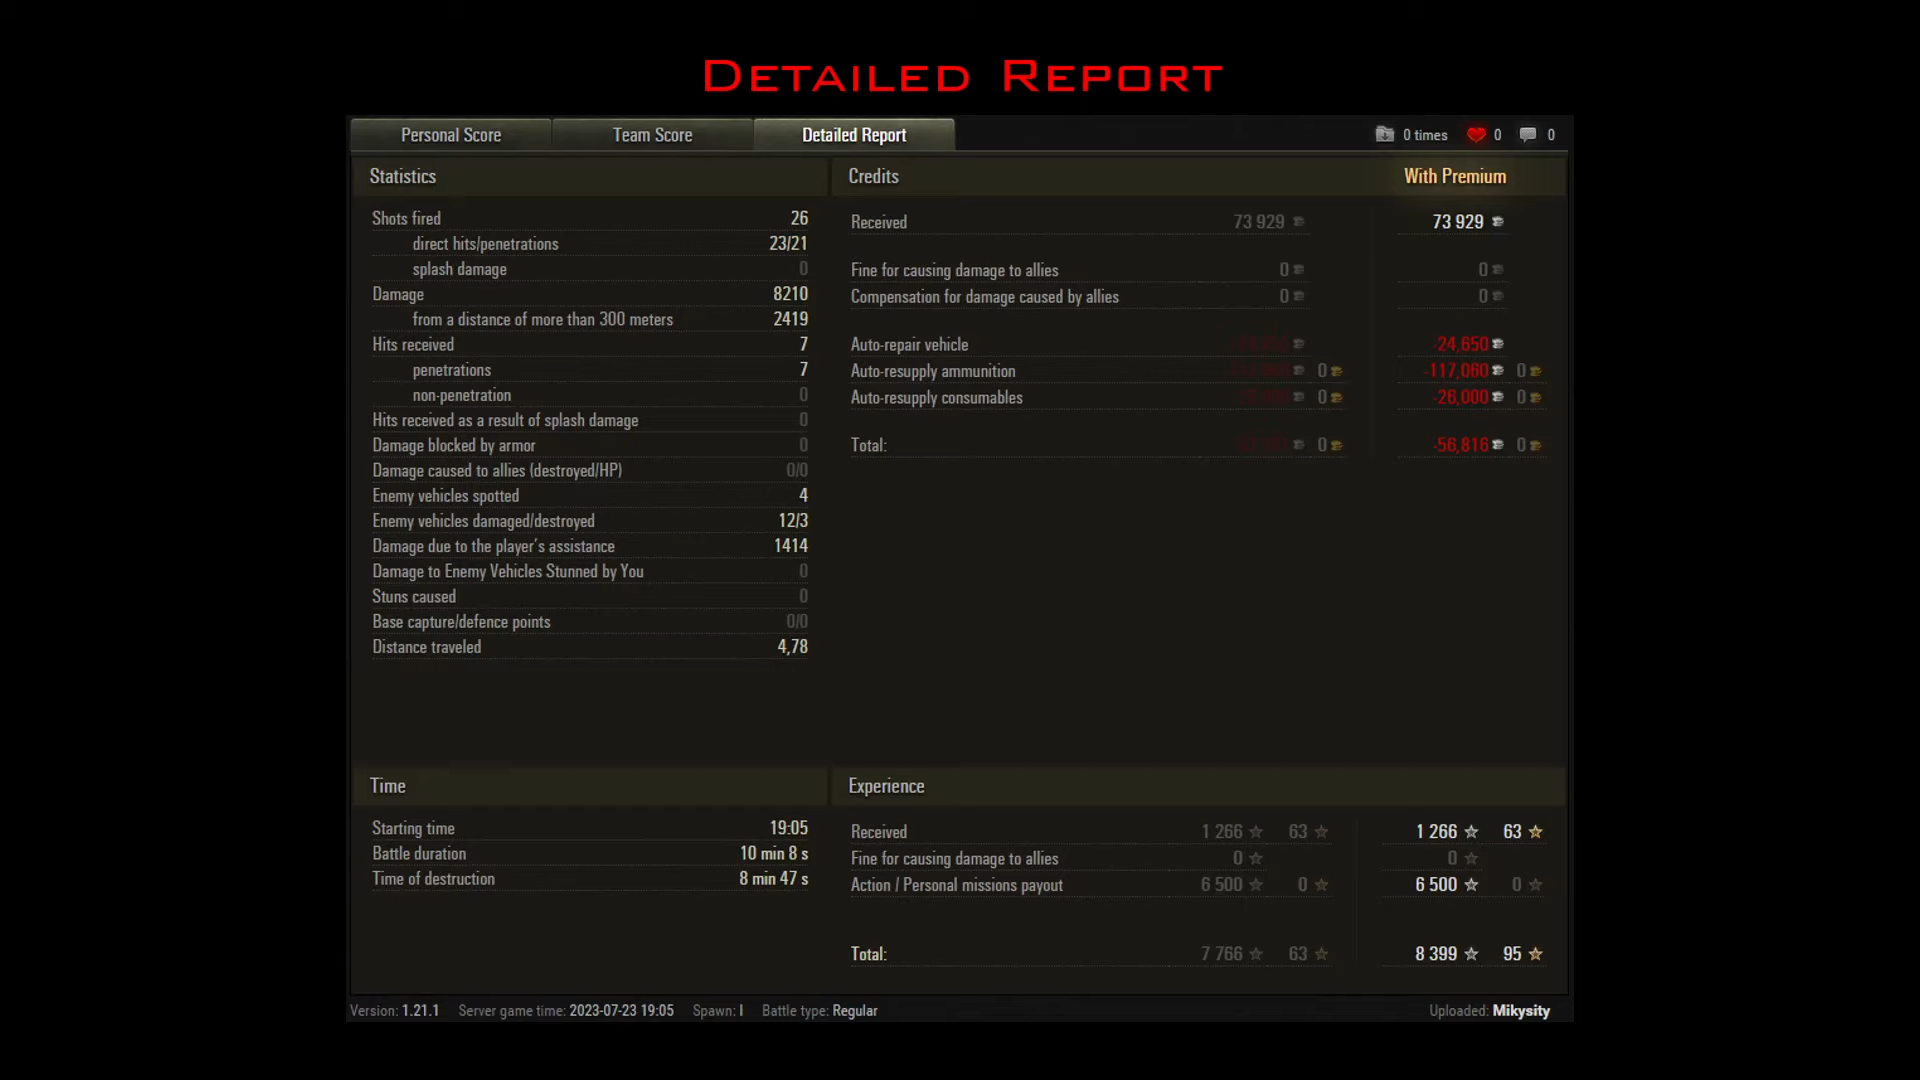 DETAILED REPORT
Personal Score Team Score Detailed Report 0 times 0 0
Statistics
Shots fired 26
direct hits/penetrations 23/21
splash damage 0
Damage 8210
from a distance of more than 300 meters 2419
Hits received 7
penetrations 7
non-penetration 0
Hits received as a result of splash damage 0
Damage blocked by armor 0
Damage caused to allies (destroyed/HP) 0/0
Enemy vehicles spotted 4
Enemy vehicles damaged/destroyed 12/3
Damage due to the player's assistance 1414
Damage to Enemy Vehicles Stunned by You 0
Stuns caused 0
Base capture/defence points 0/0
Distance traveled 4,78
Credits With Premium
Received 73 929 73 929
Fine for causing damage to allies 0 0
Compensation for damage caused by allies 0 0
Auto-repair vehicle -24,650
Auto-resupply ammunition 0 -117,060 0
Auto-resupply consumables 0 -26,000 0
Total: 0 -56,816 0
Time
Starting time 19:05
Battle duration 10 min 8 s
Time of destruction 8 min 47 s
Experience
Received 1 266 63 1 266 63
Fine for causing damage to allies 0 0
Action / Personal missions payout 6 500 0 6 500 0
Total: 7 766 63 8 399 95
Version: 1.21.1 Server game time: 2023-07-23 19:05 Spawn: I Battle type: Regular Uploaded: Mikysity